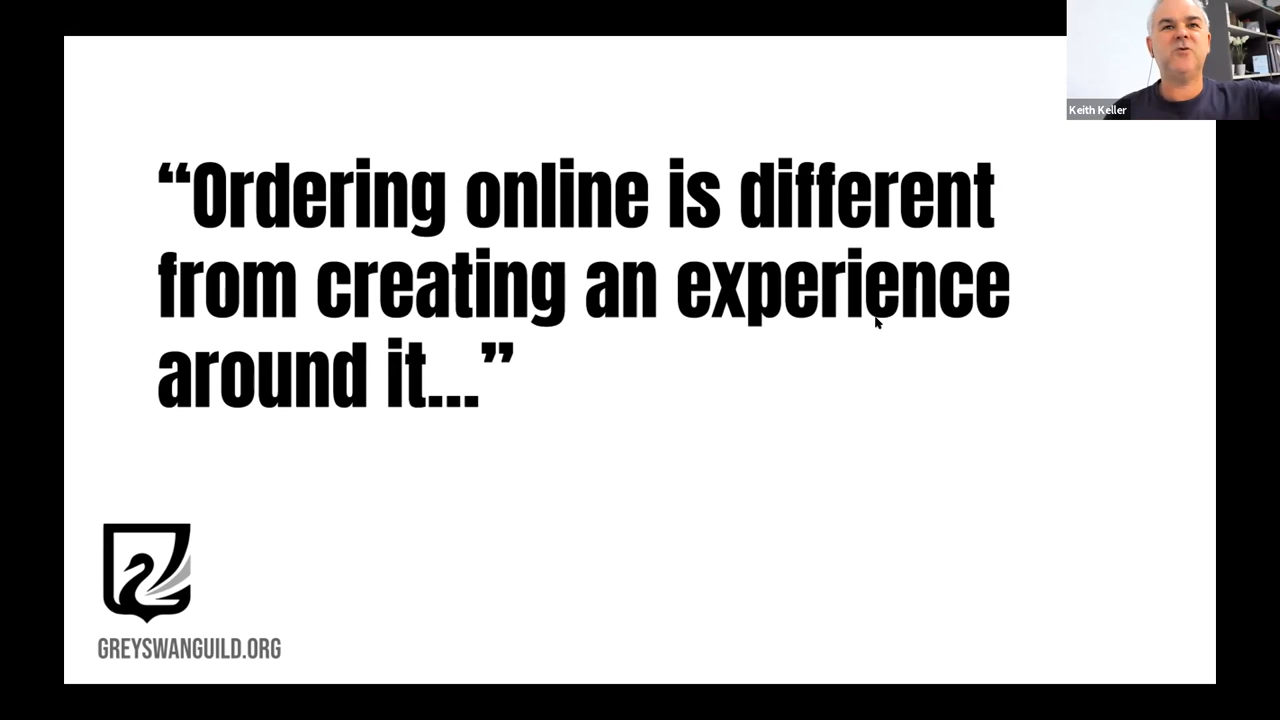 Keith Keller
“Ordering online is different
from creating an experience
around it...”
GREYSWANGUILD.ORG